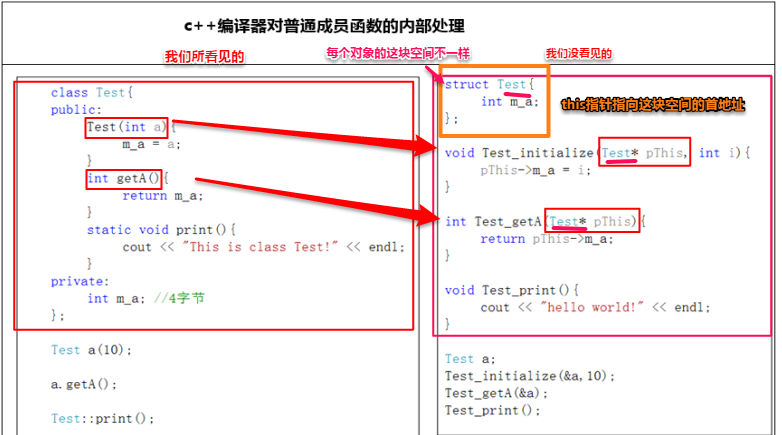 c++编译器对普通成员函数的内部处理
我们所看见的
每个对象的这块空间不一样
我们没看见的
class Test{
public:
Test(int a){
m_a = a;
}
int getA(){
return m_a;
}
static void print(){
cout << "This is class Test!" << endl;
}
private:
int m_a; //4字节
};
Test a(10);
a.getA();
Test::print();
struct Test{
int m_a;
};
this指针指向这块空间的首地址
void Test_initialize(Test* pThis, int i){
pThis->m_a = i;
}
int Test_getA(Test* pThis){
return pThis->m_a;
}
void Test_print(){
cout << "hello world!" << endl;
}
Test a;
Test_initialize(&a,10);
Test_getA(&a);
Test_print();